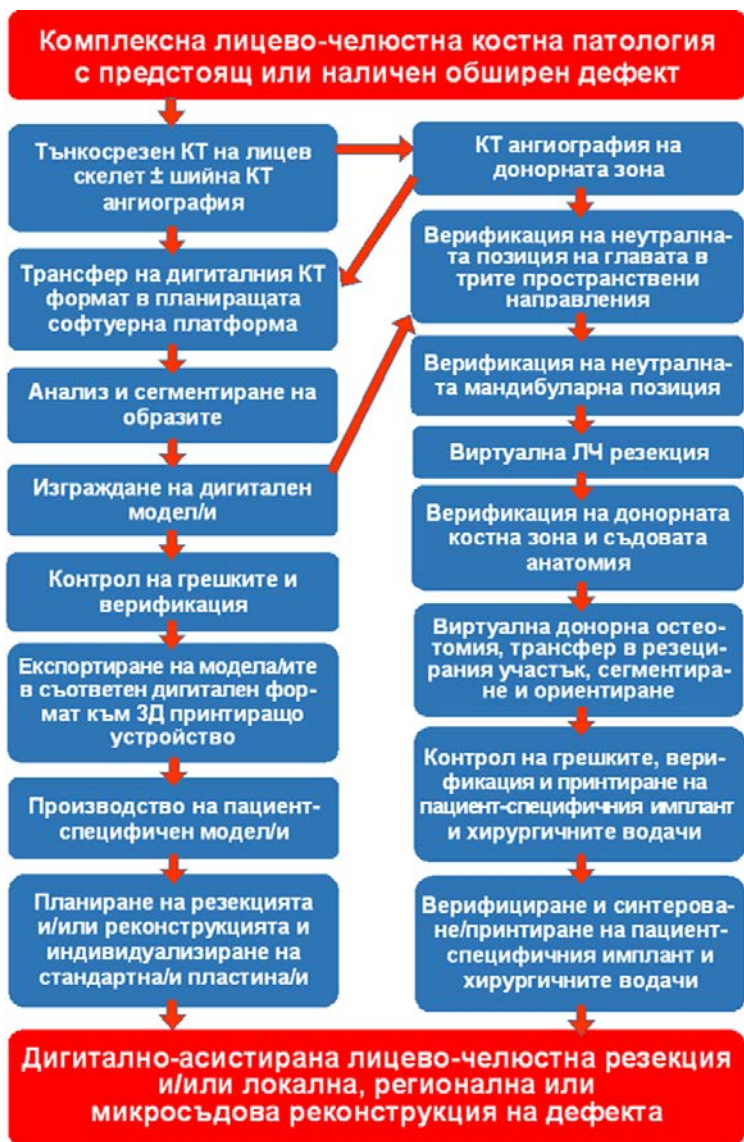 Комплексна лицево-челюстна костна патология
с предстоящ или наличен обширен дефект
Тънкосрезен КТ на лицев
скелет ± шийна КТ
ангиография
Трансфер на дигиталния КТ
формат в планиращата
софтуерна платформа
Анализ и сегментиране на
образите
Изграждане на дигитален
модел/и
Контрол на грешките и
верификация
Експортиране на модела/ите
в съответен дигитален фор-
мат към 3Д принтиращо
устройство
Производство на пациент-
специфичен модел/и
Планиране на резекцията
и/или реконструкцията и
индивидуализиране на
стандартна/и пластина/и
КТ ангиография на
донорната зона
Верификация на неутрална-
та позиция на главата в
трите пространствени
направления
Верификация на неутрална-
та мандибуларна позиция
Виртуална ЛЧ резекция
Верификация на донорната
костна зона и съдовата
анатомия
Виртуална донорна остео-
томия, трансфер в резеци-
рания участък, сегментира-
не и ориентиране
Контрол на грешките, вери-
фикация и принтиране на
пациент-специфичния имплант
и хирургичните водачи
Верифициране и синтерова-
не/принтиране на пациент-
специфичния имплант и
хирургичните водачи
Дигитално-асистирана лицево-челюстна резекция
и/или локална, регионална или
микросъдова реконструкция на дефекта